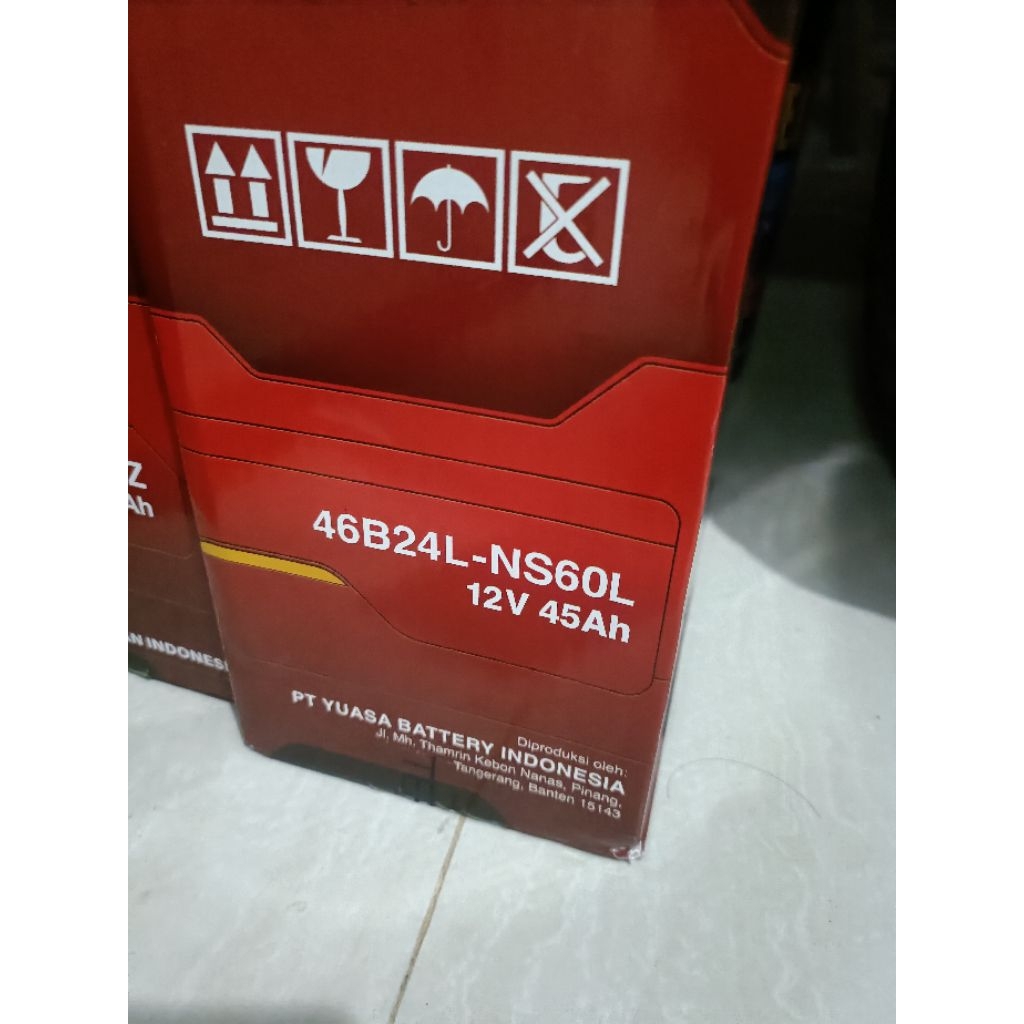 46B24L-NS60L
12V 45Ah
Diproduksi oleh:
PT YUASA BATTERY INDONESIA
Jl. Mh. Thamrin Kebon Nanas, Pinang,
Tangerang, Banten 15143
Z
Ah
AN INDONESI